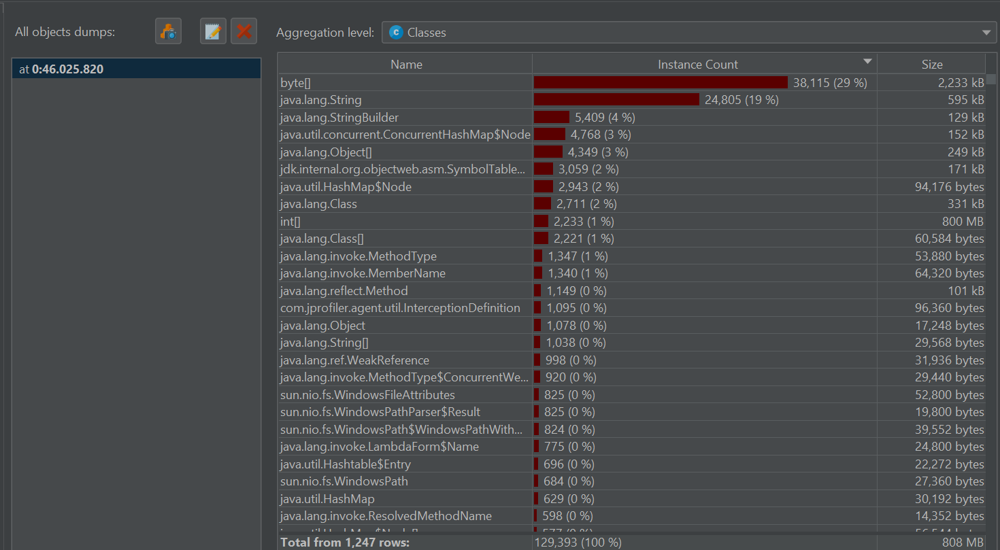 All objects dumps:
Aggregation level: C Classes
at 0:46.025.820
Name Instance Count Size
byte[] 38,115 (29 %) 2,233 kB
java.lang.String 24,805 (19 %) 595 kB
java.lang.StringBuilder 5,409 (4 %) 129 kB
java.util.concurrent.ConcurrentHashMap$Node 4,768 (3 %) 152 kB
java.lang.Object[] 4,349 (3 %) 249 kB
jdk.internal.org.objectweb.asm.SymbolTable... 3,059 (2 %) 171 kB
java.util.HashMap$Node 2,943 (2 %) 94,176 bytes
java.lang.Class 2,711 (2 %) 331 kB
int[] 2,233 (1 %) 800 MB
java.lang.Class[] 2,221 (1 %) 60,584 bytes
java.lang.invoke.MethodType 1,347 (1 %) 53,880 bytes
java.lang.invoke.MemberName 1,340 (1 %) 64,320 bytes
java.lang.reflect.Method 1,149 (0 %) 101 kB
com.jprofiler.agent.util.InterceptionDefinition 1,095 (0 %) 96,360 bytes
java.lang.Object 1,078 (0 %) 17,248 bytes
java.lang.String[] 1,038 (0 %) 29,568 bytes
java.lang.ref.WeakReference 998 (0 %) 31,936 bytes
java.lang.invoke.MethodType$ConcurrentWe... 920 (0 %) 29,440 bytes
sun.nio.fs.WindowsFileAttributes 825 (0 %) 52,800 bytes
sun.nio.fs.WindowsPathParser$Result 825 (0 %) 19,800 bytes
sun.nio.fs.WindowsPath$WindowsPathWith... 824 (0 %) 39,552 bytes
java.lang.invoke.LambdaForm$Name 775 (0 %) 24,800 bytes
java.util.Hashtable$Entry 696 (0 %) 22,272 bytes
sun.nio.fs.WindowsPath 684 (0 %) 27,360 bytes
java.util.HashMap 629 (0 %) 30,192 bytes
java.lang.invoke.ResolvedMethodName 598 (0 %) 14,352 bytes
Total from 1,247 rows: 129,393 (100 %) 808 MB